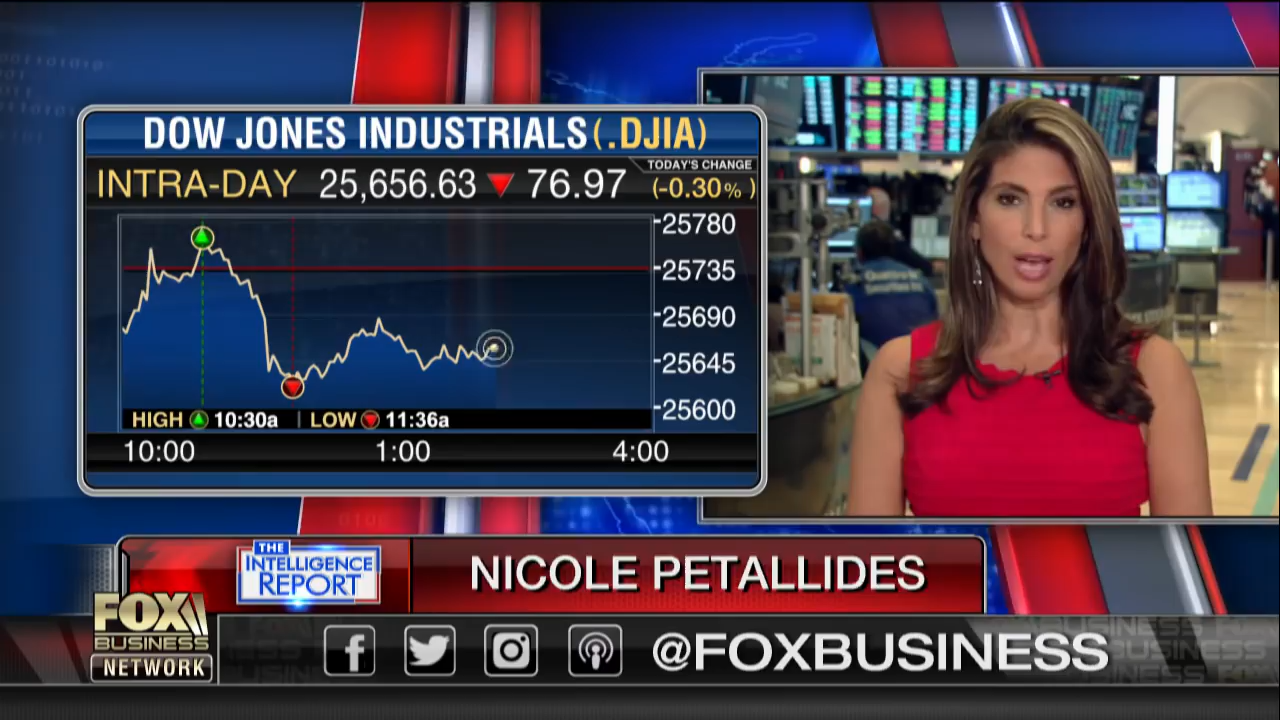 DOW JONES INDUSTRIALS(.DJIA)
TODAY'S CHANGE
INTRA-DAY 25,656.63 76.97 (-0.30%)
25780
25735
25690
25645
25600
HIGH 10:30a | LOW 11:36a
10:00 1:00 4:00
THE
INTELLIGENCE
REPORT
NICOLE PETALLIDES
FOX
BUSINESS
NETWORK
@FOXBUSINESS